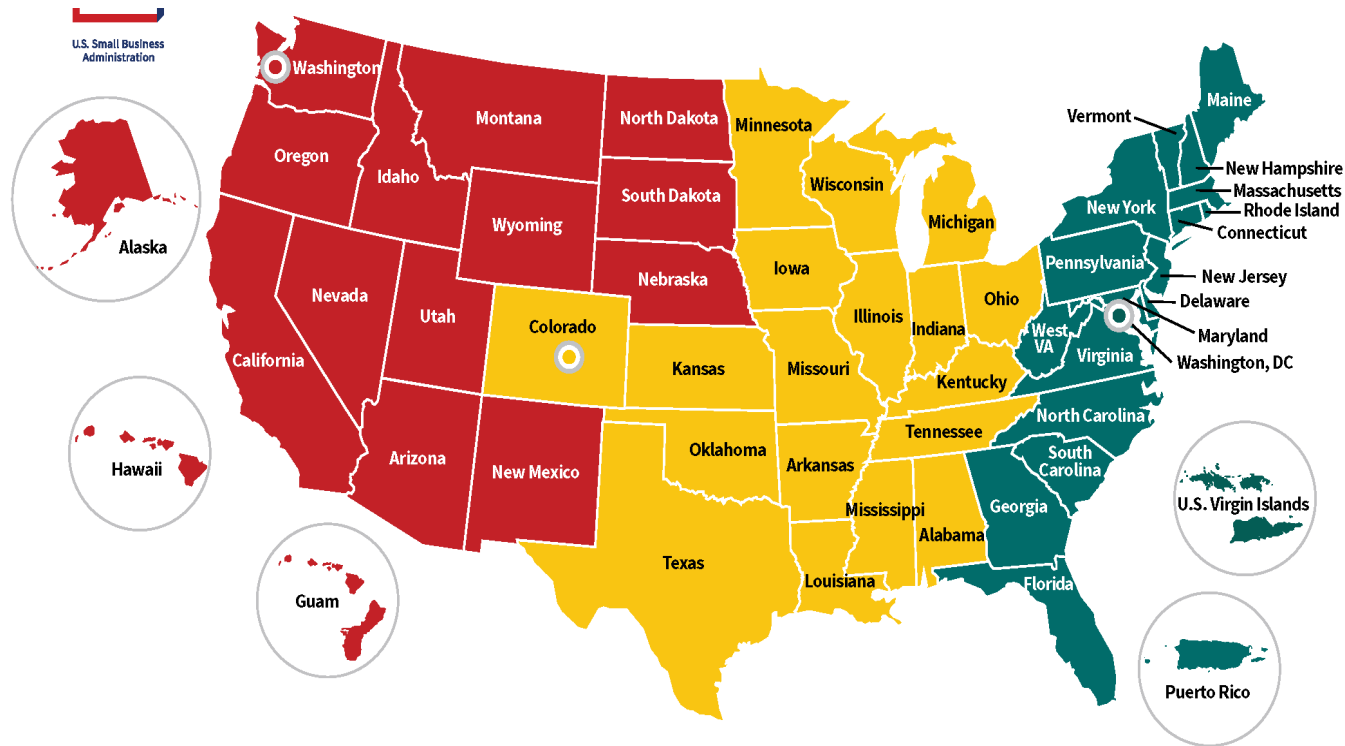 U.S. Small Business
Administration
Washington
Montana
North Dakota
Minnesota
Maine
Vermont
Oregon
Idaho
South Dakota
Wisconsin
New Hampshire
Massachusetts
Rhode Island
Connecticut
New York
Michigan
Wyoming
Alaska
Iowa
Pennsylvania
New Jersey
Nebraska
Nevada
Utah
Ohio
Delaware
Colorado
Illinois
Indiana
West
VA
Maryland
Virginia
Washington, DC
California
Kansas
Missouri
Kentucky
North Carolina
Tennessee
Hawaii
Arizona
New Mexico
Oklahoma
Arkansas
South
Carolina
Mississippi
Georgia
U.S. Virgin Islands
Alabama
Texas
Louisiana
Florida
Guam
Puerto Rico